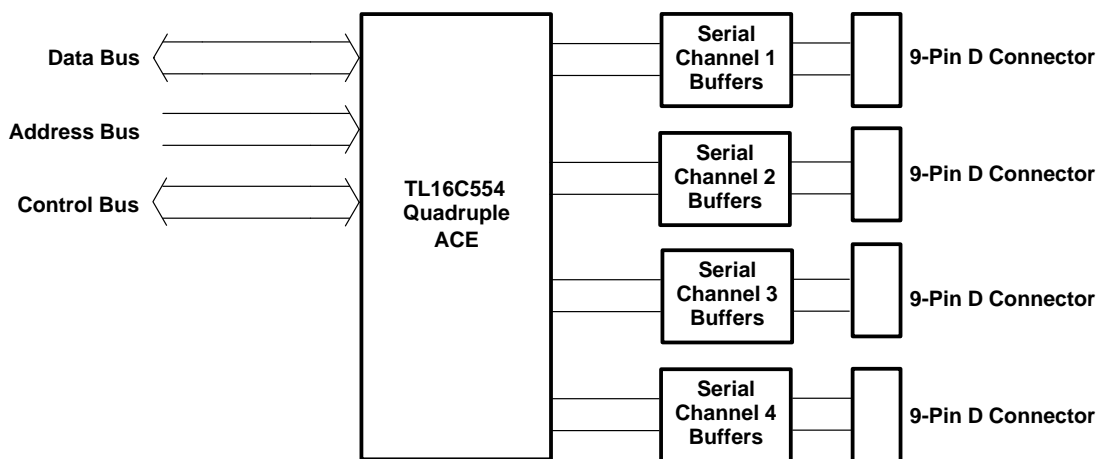 Data Bus
Address Bus
Control Bus
TL16C554
Quadruple
ACE
Serial
Channel 1
Buffers
9-Pin D Connector
Serial
Channel 2
Buffers
9-Pin D Connector
Serial
Channel 3
Buffers
9-Pin D Connector
Serial
Channel 4
Buffers
9-Pin D Connector